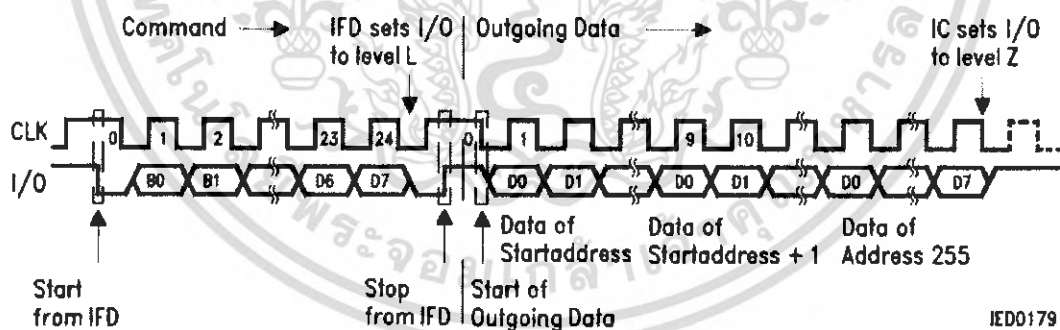 Command IFD sets I/O Outgoing Data IC sets I/O
to level L to level Z
CLK 0 1 2 23 24 0 1 9 10
I/O B0 B1 D6 D7 D0 D1 D0 D1 D0 D7
Data of Data of Data of
Startaddress Startaddress + 1 Address 255
Start Stop Start of
from IFD from IFD Outgoing Data
IED0179